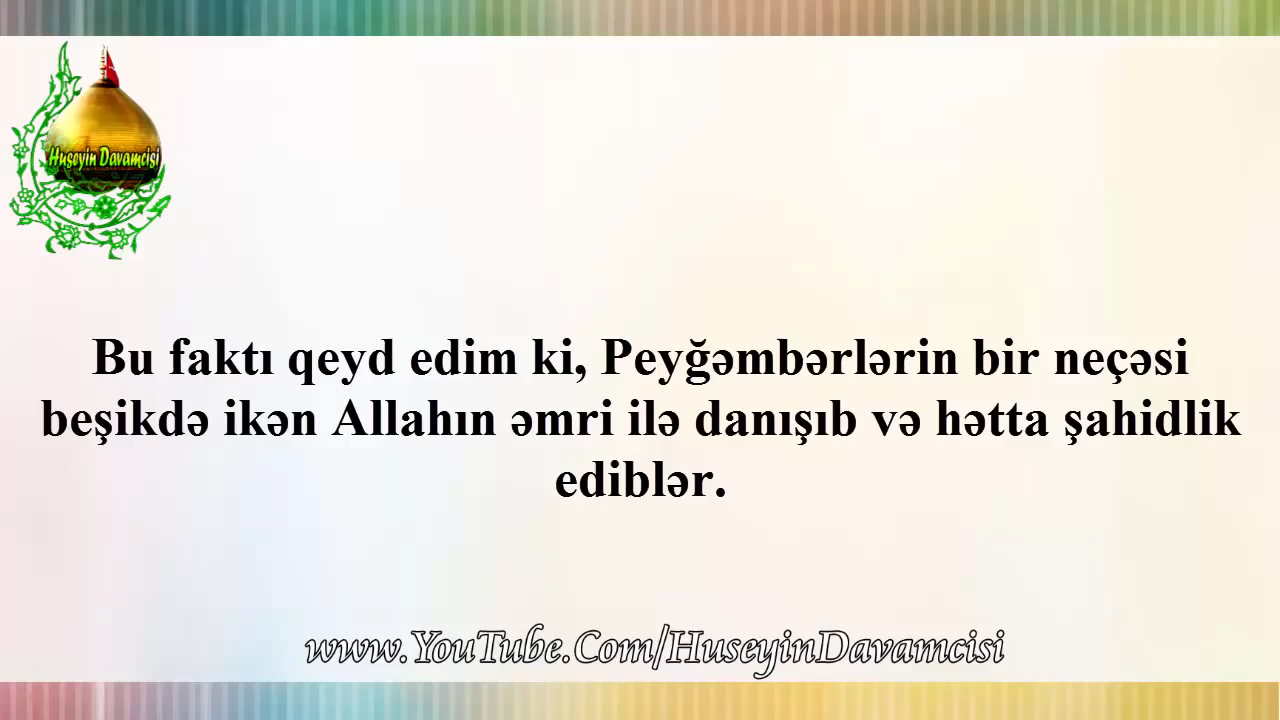 Huseyin Davamcisi
Bu faktı qeyd edim ki, Peyğəmbərlərin bir neçəsi
beşikdə ikən Allahın əmri ilə danışıb və hətta şahidlik
ediblər.
www.YouTube.Com/HuseyinDavamcisi